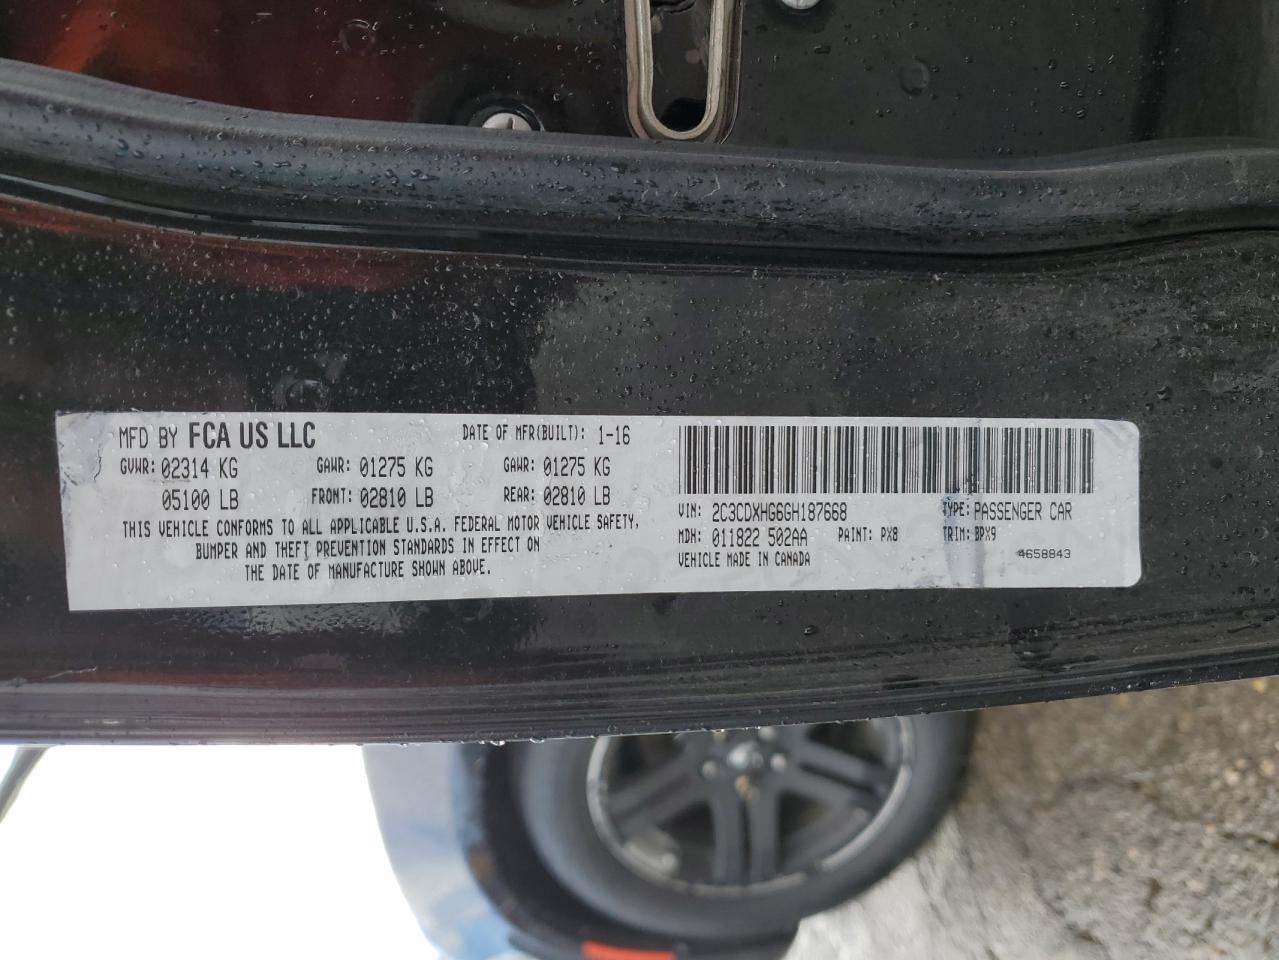 MFD BY FCA US LLC DATE OF MFR(BUILT): 1-16
GVWR: 02314 KG GAWR: 01275 KG GAWR: 01275 KG
05100 LB FRONT: 02810 LB REAR: 02810 LB
THIS VEHICLE CONFORMS TO ALL APPLICABLE U.S.A. FEDERAL MOTOR VEHICLE SAFETY,
BUMPER AND THEFT PREVENTION STANDARDS IN EFFECT ON
THE DATE OF MANUFACTURE SHOWN ABOVE.
VIN: 2C3CDXHG6GH187668 TYPE: PASSENGER CAR
MDH: 011822 502AA PAINT: PX8 TRIM: BPX9
VEHICLE MADE IN CANADA 4658843